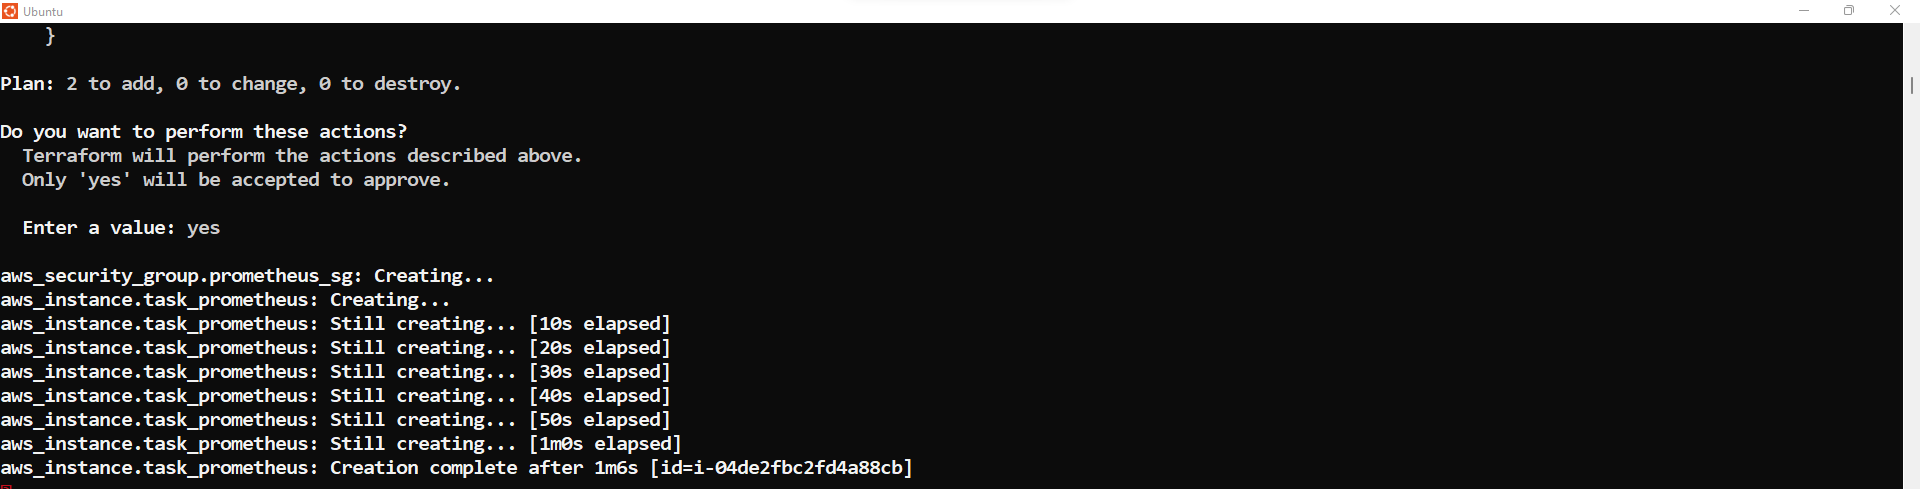 Ubuntu
}
Plan: 2 to add, 0 to change, 0 to destroy.
Do you want to perform these actions?
Terraform will perform the actions described above.
Only 'yes' will be accepted to approve.
Enter a value: yes
aws_security_group.prometheus_sg: Creating...
aws_instance.task_prometheus: Creating...
aws_instance.task_prometheus: Still creating... [10s elapsed]
aws_instance.task_prometheus: Still creating... [20s elapsed]
aws_instance.task_prometheus: Still creating... [30s elapsed]
aws_instance.task_prometheus: Still creating... [40s elapsed]
aws_instance.task_prometheus: Still creating... [50s elapsed]
aws_instance.task_prometheus: Still creating... [1m0s elapsed]
aws_instance.task_prometheus: Creation complete after 1m6s [id=i-04de2fbc2fd4a88cb]